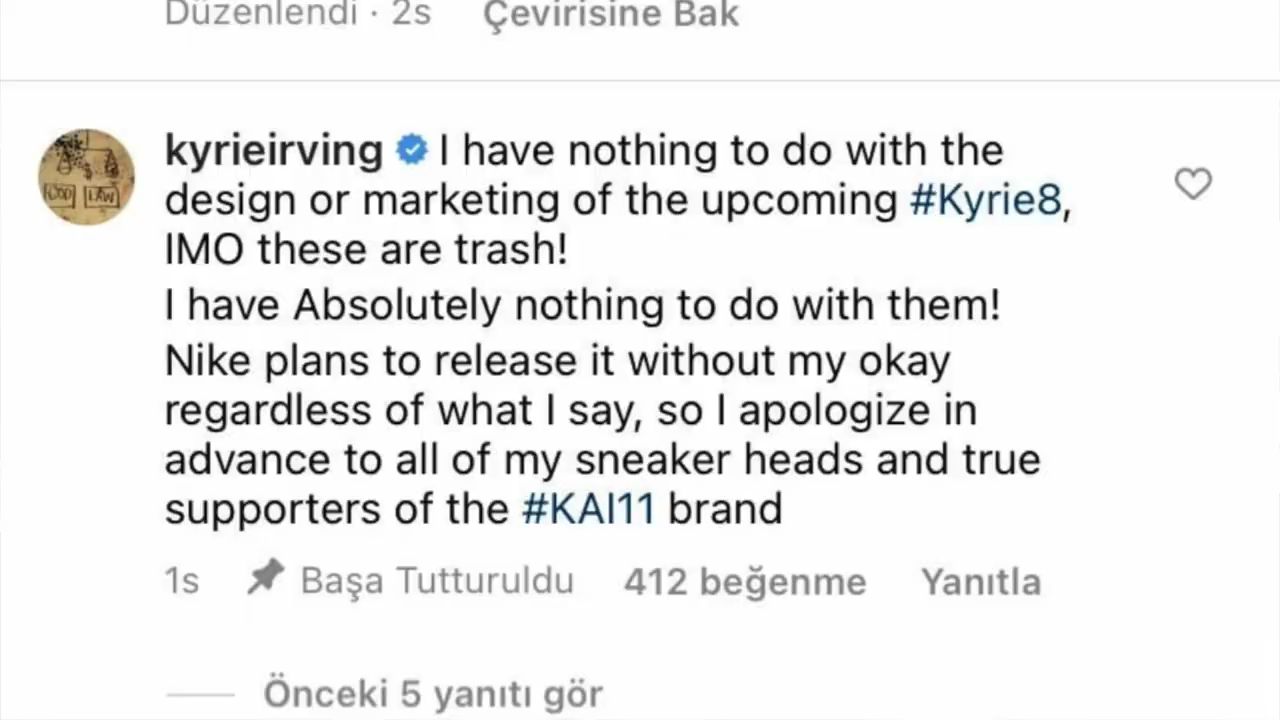 Düzenlendi · 2s Çevirisine Bak
kyrieirving I have nothing to do with the
design or marketing of the upcoming #Kyrie8,
IMO these are trash!
I have Absolutely nothing to do with them!
Nike plans to release it without my okay
regardless of what I say, so I apologize in
advance to all of my sneaker heads and true
supporters of the #KAI11 brand
1s Başa Tutturuldu 412 beğenme Yanıtla
Önceki 5 yanıtı gör